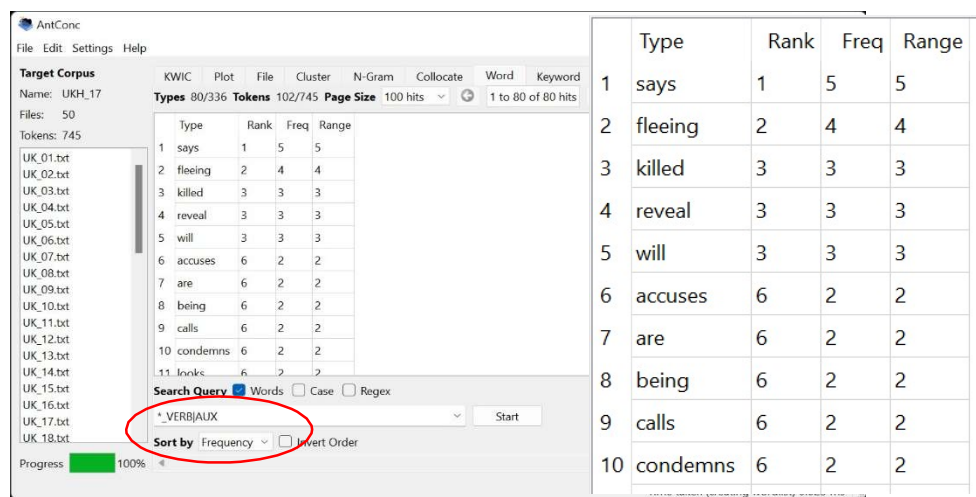 AntConc
File Edit Settings Help
Target Corpus
Name: UKH_17
Files: 50
Tokens: 745
UK_01.txt
UK_02.txt
UK_03.txt
UK_04.txt
UK_05.txt
UK_06.txt
UK_07.txt
UK_08.txt
UK_09.txt
UK_10.txt
UK_11.txt
UK_12.txt
UK_13.txt
UK_14.txt
UK_15.txt
UK_16.txt
UK_17.txt
UK_18.txt
Progress 100%
KWIC Plot File Cluster N-Gram Collocate Word Keyword
Types 80/336 Tokens 102/745 Page Size 100 hits 1 to 80 of 80 hits
Type Rank Freq Range
1 says 1 5 5
2 fleeing 2 4 4
3 killed 3 3 3
4 reveal 3 3 3
5 will 3 3 3
6 accuses 6 2 2
7 are 6 2 2
8 being 6 2 2
9 calls 6 2 2
10 condemns 6 2 2
11 looks 6 2 2
Search Query Words Case Regex
*_VERB|AUX Start
Sort by Frequency Invert Order
Type Rank Freq Range
1 says 1 5 5
2 fleeing 2 4 4
3 killed 3 3 3
4 reveal 3 3 3
5 will 3 3 3
6 accuses 6 2 2
7 are 6 2 2
8 being 6 2 2
9 calls 6 2 2
10 condemns 6 2 2